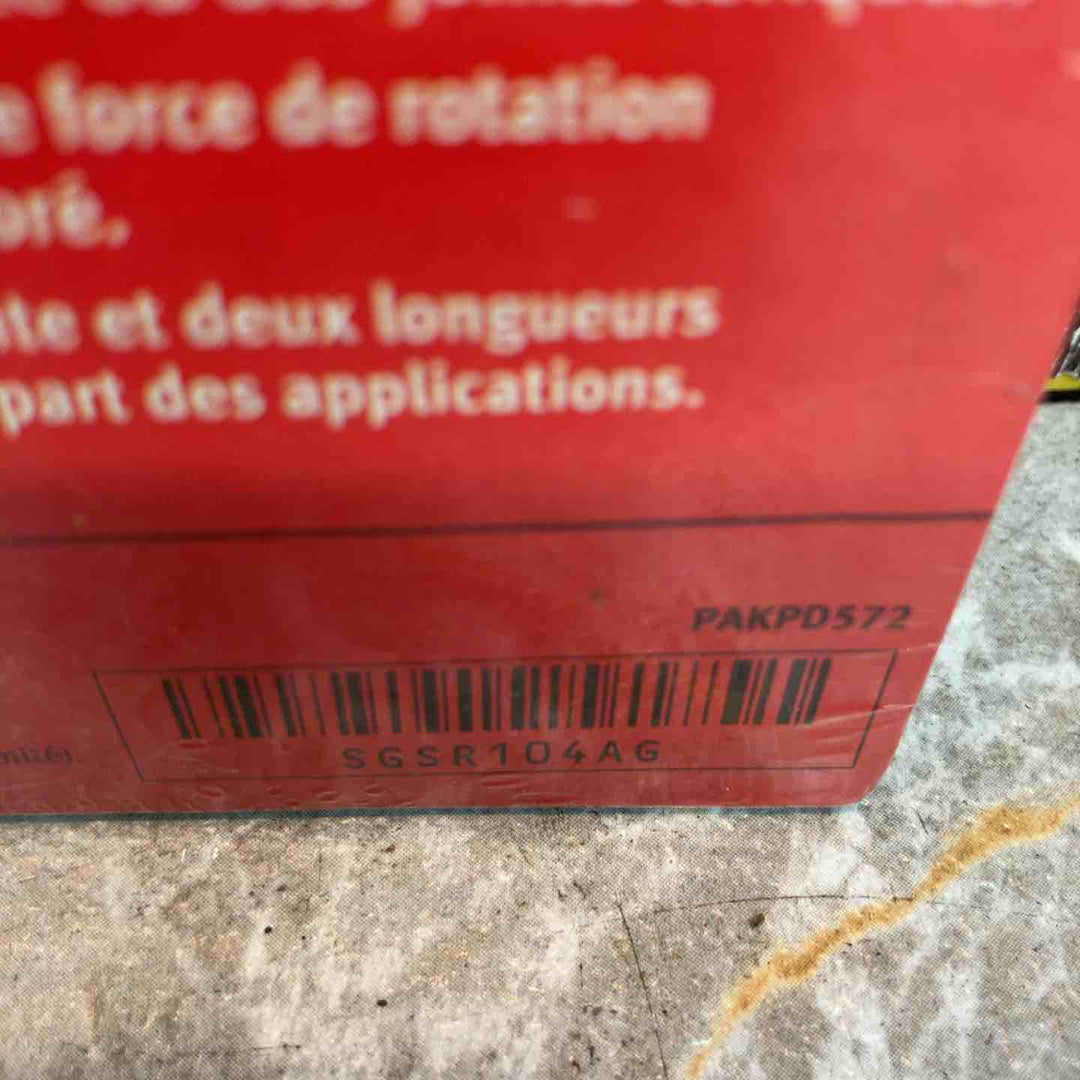 force de rotation
et deux longueurs
part des applications.
PAKPD572
SGSR104AG